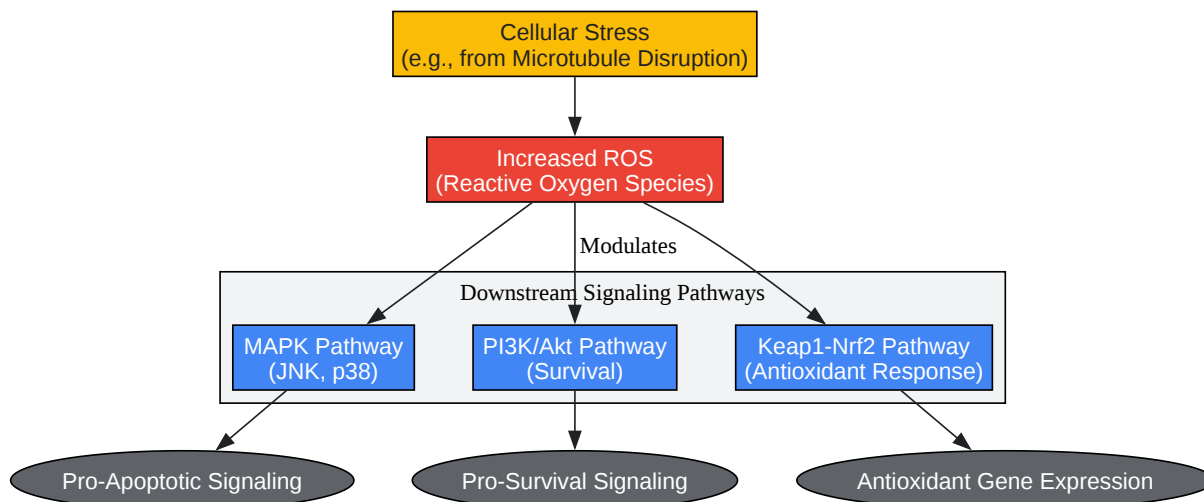 Cellular Stress
(e.g., from Microtubule Disruption)
Increased ROS
(Reactive Oxygen Species)
Modulates
Downstream Signaling Pathways
MAPK Pathway
(JNK, p38)
PI3K/Akt Pathway
(Survival)
Keap1-Nrf2 Pathway
(Antioxidant Response)
Pro-Apoptotic Signaling
Pro-Survival Signaling
Antioxidant Gene Expression